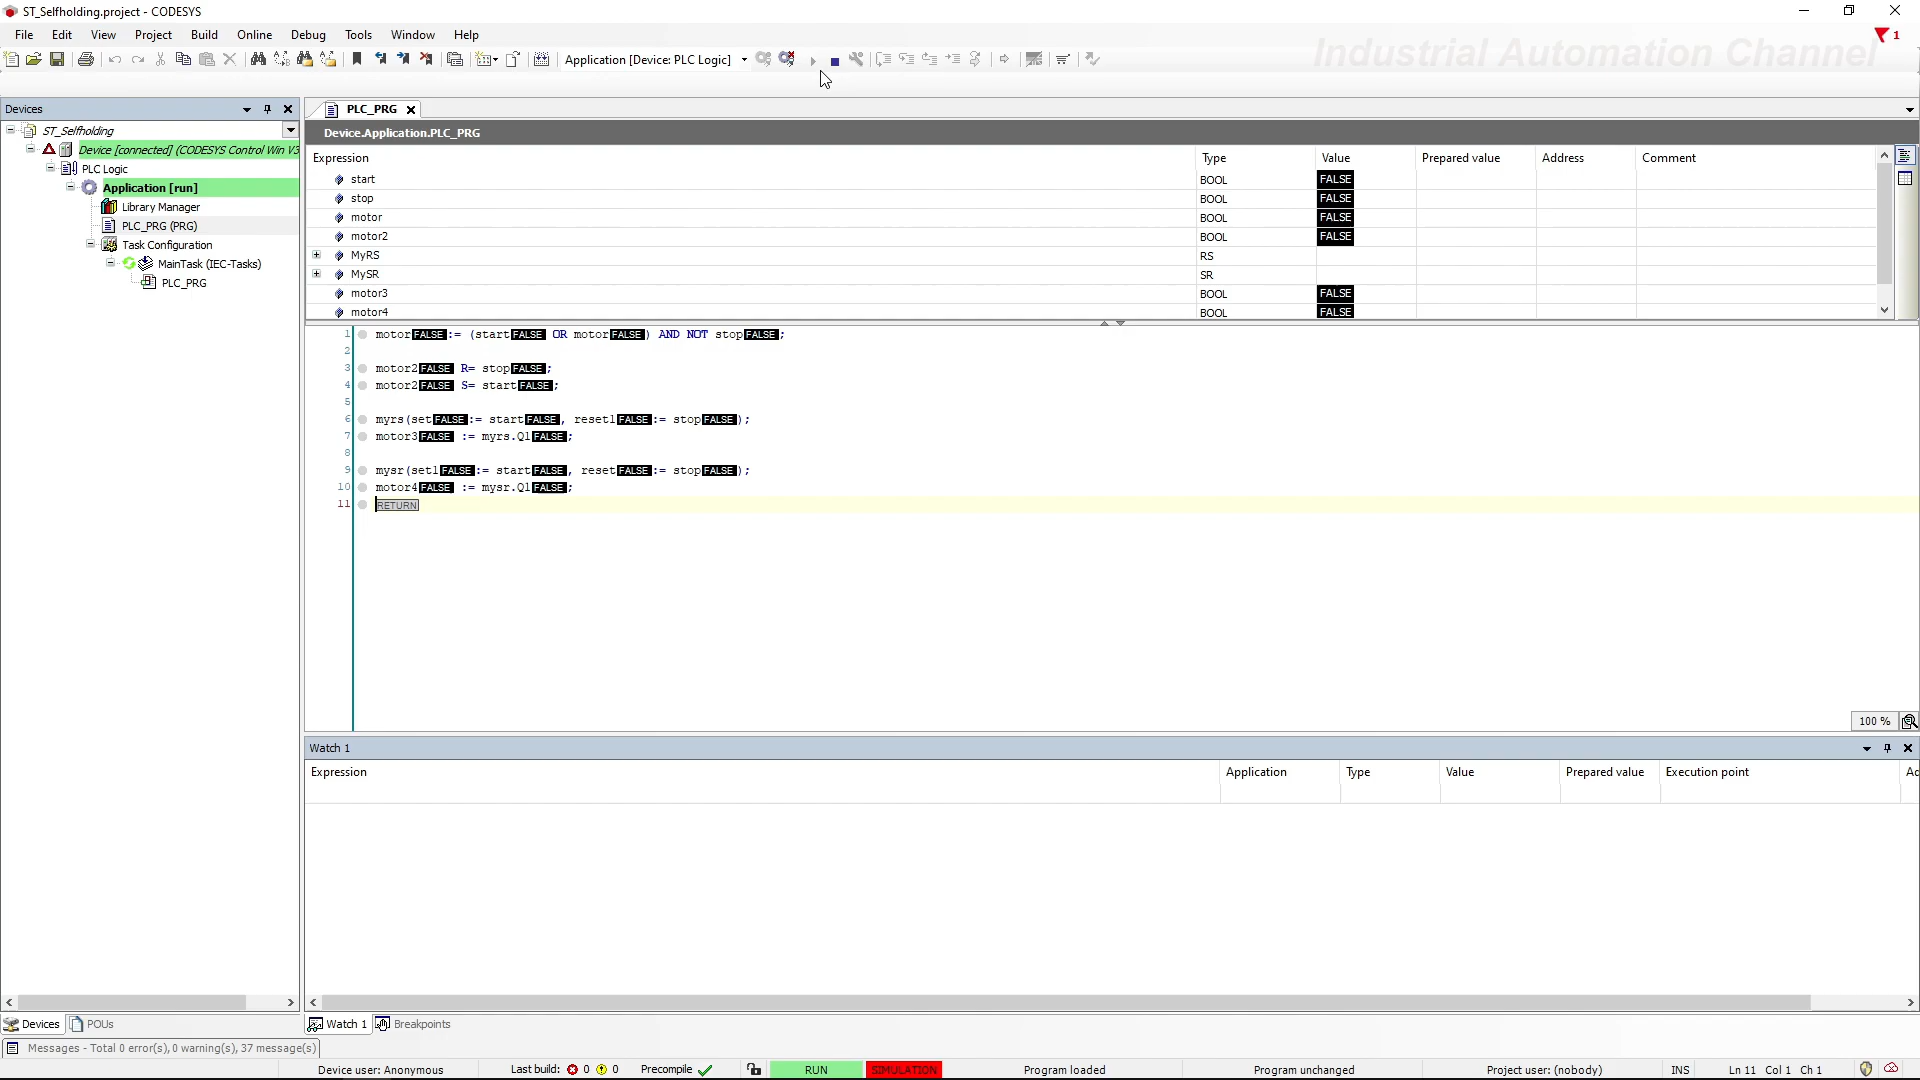 ST_Selfholding.project - CODESYS
File Edit View Project Build Online Debug Tools Window Help
1
Application [Device: PLC Logic]
Industrial Automation Channel
Devices
ST_Selfholding
Device [connected] (CODESYS Control Win V3
PLC Logic
Application [run]
Library Manager
PLC_PRG (PRG)
Task Configuration
MainTask (IEC-Tasks)
PLC_PRG
PLC_PRG
Device.Application.PLC_PRG
Expression Type Value Prepared value Address Comment
start BOOL FALSE
stop BOOL FALSE
motor BOOL FALSE
motor2 BOOL FALSE
MyRS RS
MySR SR
motor3 BOOL FALSE
motor4 BOOL FALSE
1 motor FALSE := (start FALSE OR motor FALSE ) AND NOT stop FALSE ;
2
3 motor2 FALSE R= stop FALSE ;
4 motor2 FALSE S= start FALSE ;
5
6 myrs(set FALSE := start FALSE , reset1 FALSE := stop FALSE );
7 motor3 FALSE := myrs.Q1 FALSE ;
8
9 mysr(set1 FALSE := start FALSE , reset FALSE := stop FALSE );
10 motor4 FALSE := mysr.Q1 FALSE ;
11 RETURN
100 %
Watch 1
Expression Application Type Value Prepared value Execution point Ad
Devices POUs
Watch 1 Breakpoints
Messages - Total 0 error(s), 0 warning(s), 37 message(s)
Device user: Anonymous Last build: 0 0 Precompile RUN SIMULATION Program loaded Program unchanged Project user: (nobody) INS Ln 11 Col 1 Ch 1